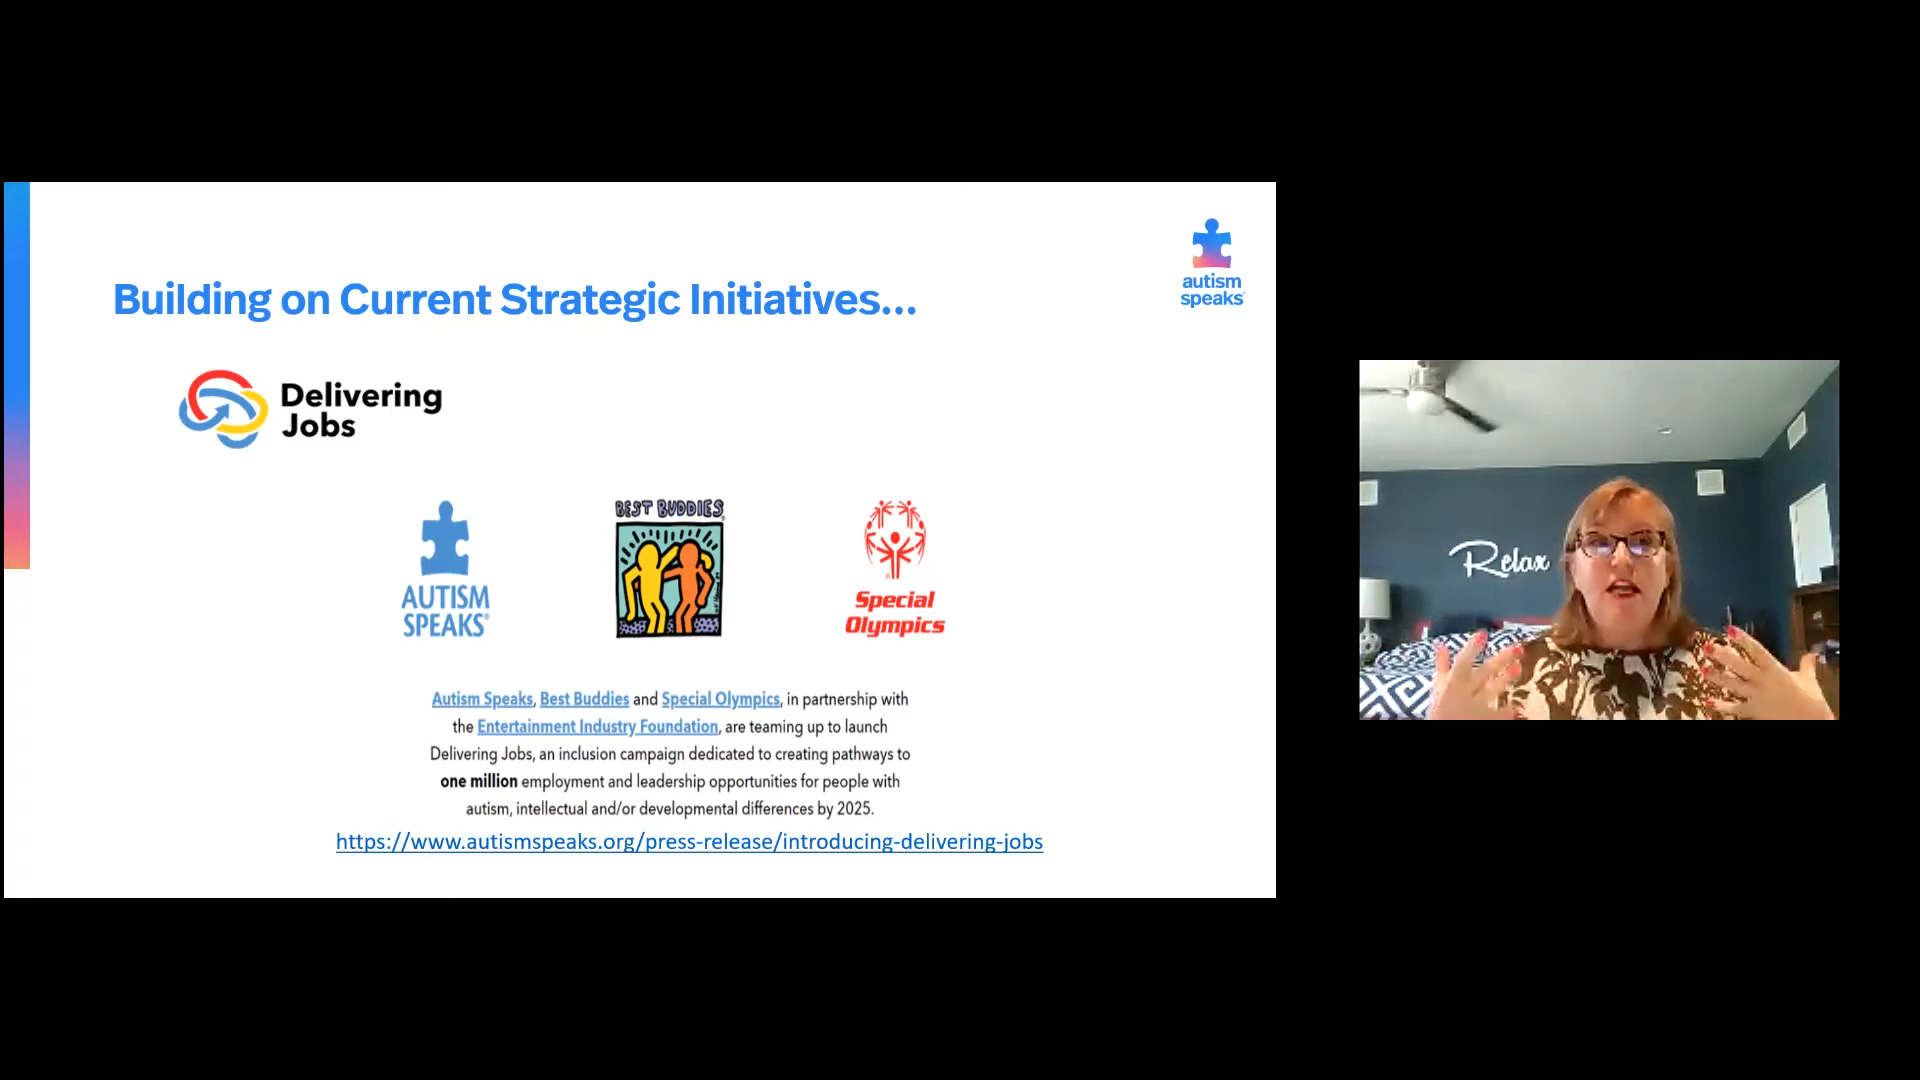 Building on Current Strategic Initiatives...
autism
speaks
Delivering
Jobs
AUTISM
SPEAKS®
BEST BUDDIES®
Special
Olympics
Autism Speaks, Best Buddies and Special Olympics, in partnership with
the Entertainment Industry Foundation, are teaming up to launch
Delivering Jobs, an inclusion campaign dedicated to creating pathways to
one million employment and leadership opportunities for people with
autism, intellectual and/or developmental differences by 2025.
https://www.autismspeaks.org/press-release/introducing-delivering-jobs
Relax